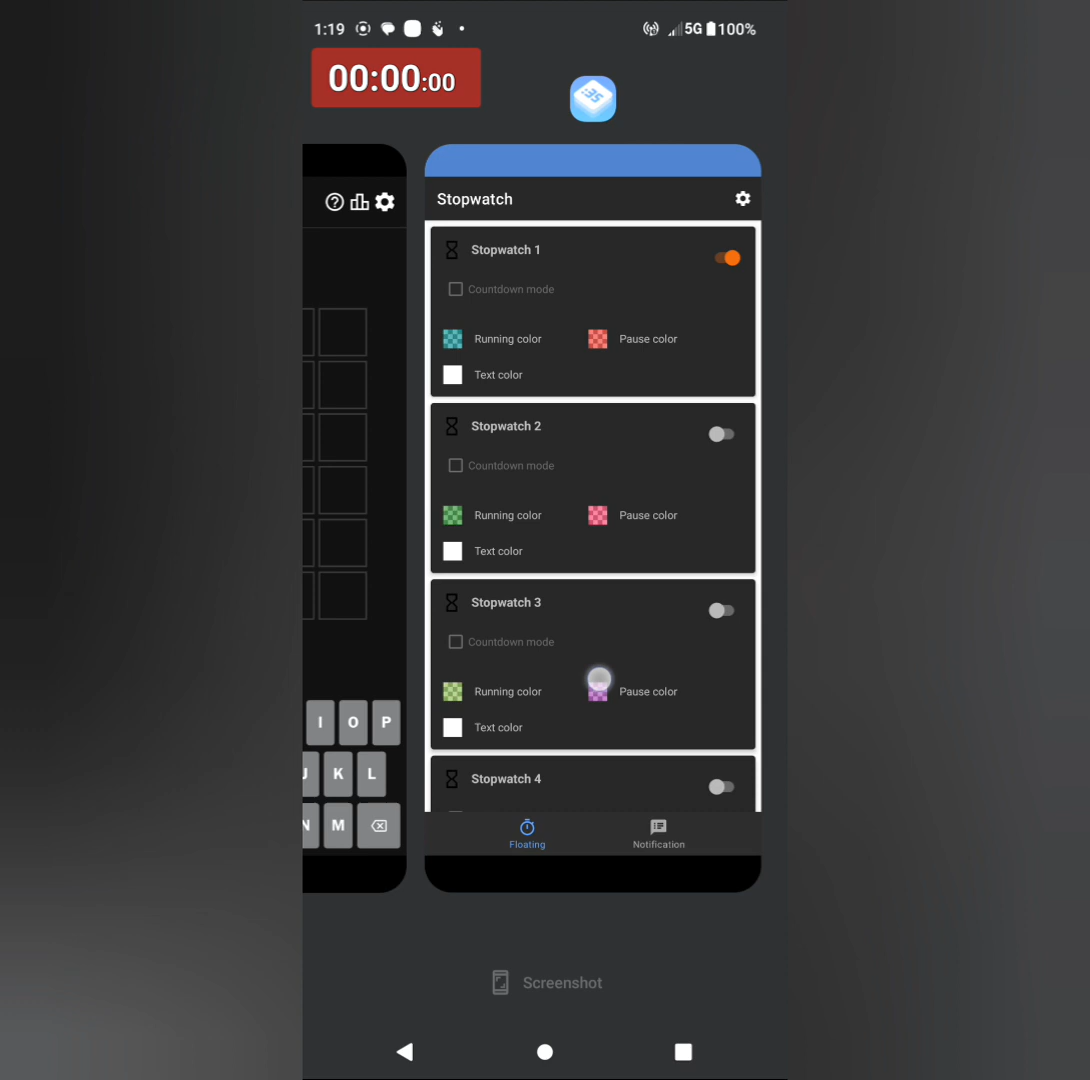 1:19 5G 100%
00:00:00
:35
Stopwatch
Stopwatch 1
Countdown mode
Running color Pause color
Text color
Stopwatch 2
Countdown mode
Running color Pause color
Text color
Stopwatch 3
Countdown mode
Running color Pause color
Text color
Stopwatch 4
I O P
J K L
N M
Floating Notification
Screenshot